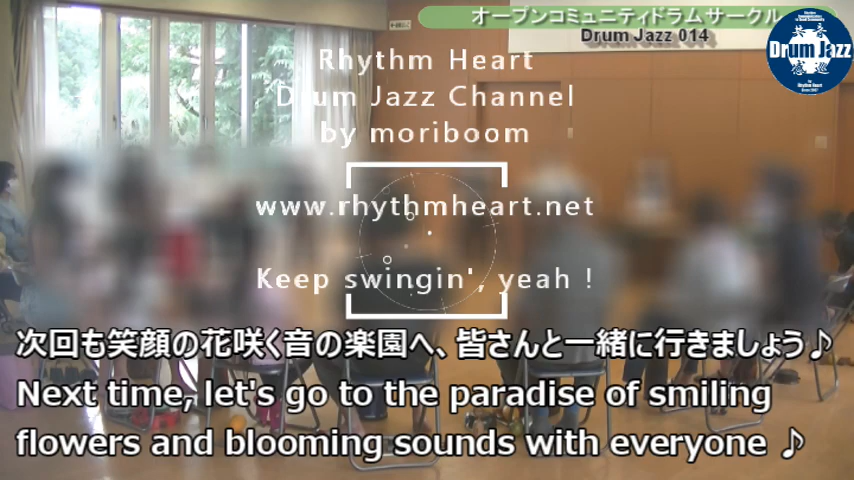 オープンコミュニティドラムサークル
Drum Jazz 014
Drum Jazz
Rhythm Heart
Drum Jazz Channel
by moriboom
www.rhythmheart.net
Keep swingin', yeah !
次回も笑顔の花咲く音の楽園へ、皆さんと一緒に行きましょう♪
Next time, let's go to the paradise of smiling
flowers and blooming sounds with everyone ♪